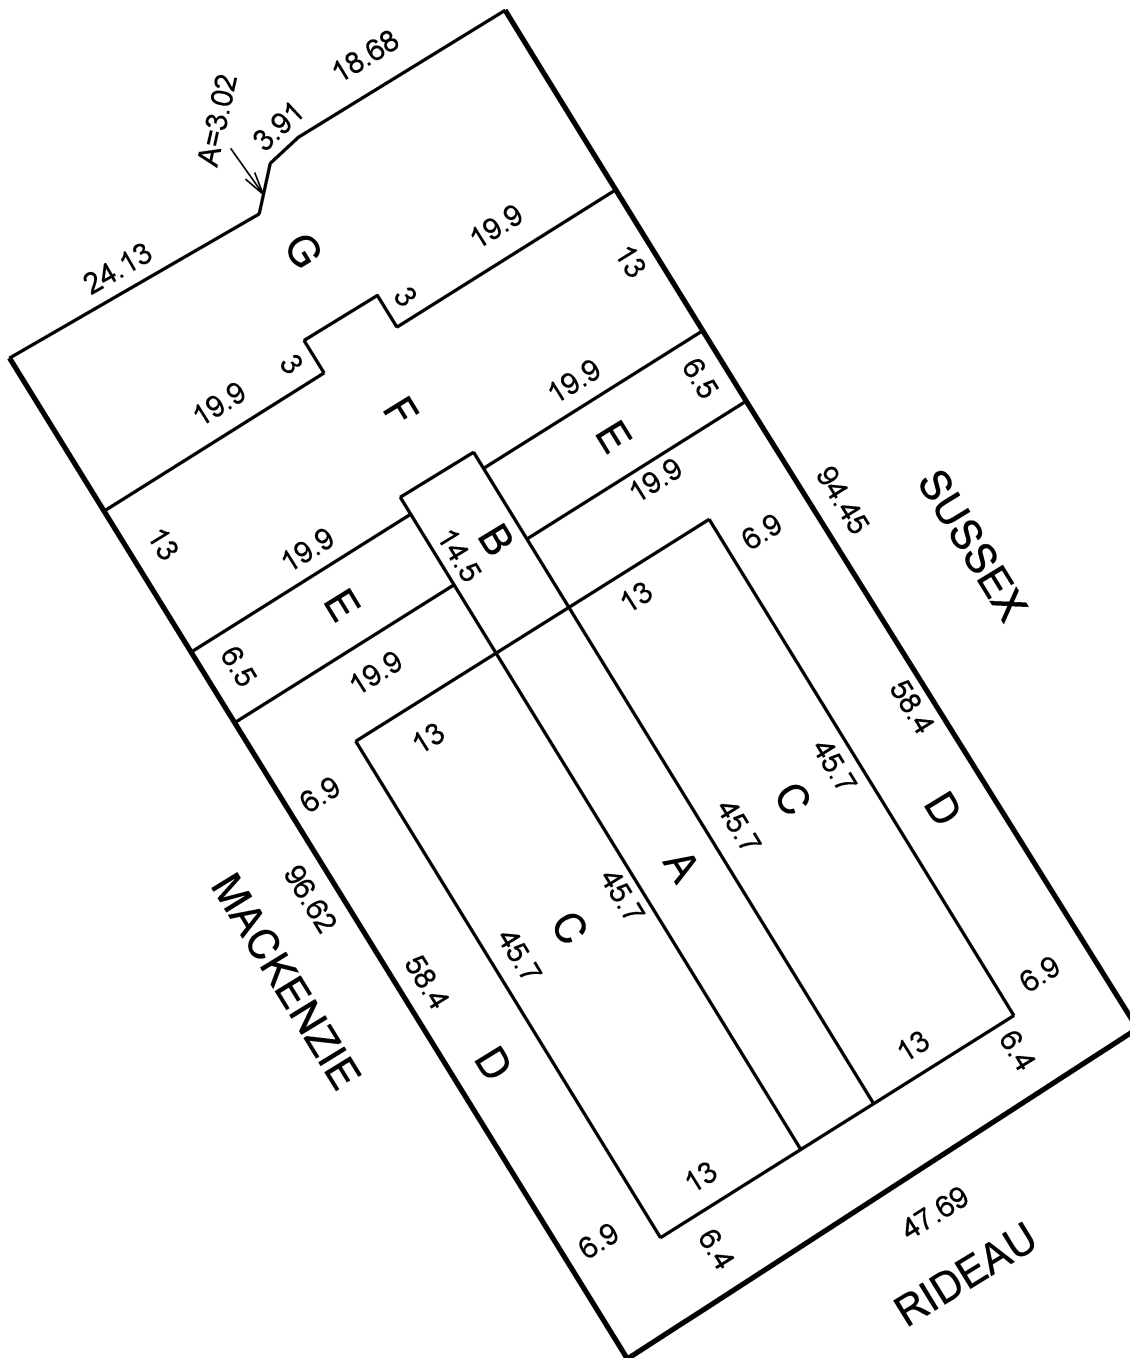 18.68
A=3.02
3.91
24.13
G
19.9
13
3
3
19.9
F
19.9
6.5
E
19.9
94.45
SUSSEX
13
19.9
14.5
B
6.9
E
13
6.5
19.9
13
6.9
58.4
45.7
C
D
45.7
A
45.7
C
45.7
96.62
MACKENZIE
58.4
D
6.9
13
6.4
13
6.9
6.4
47.69
RIDEAU